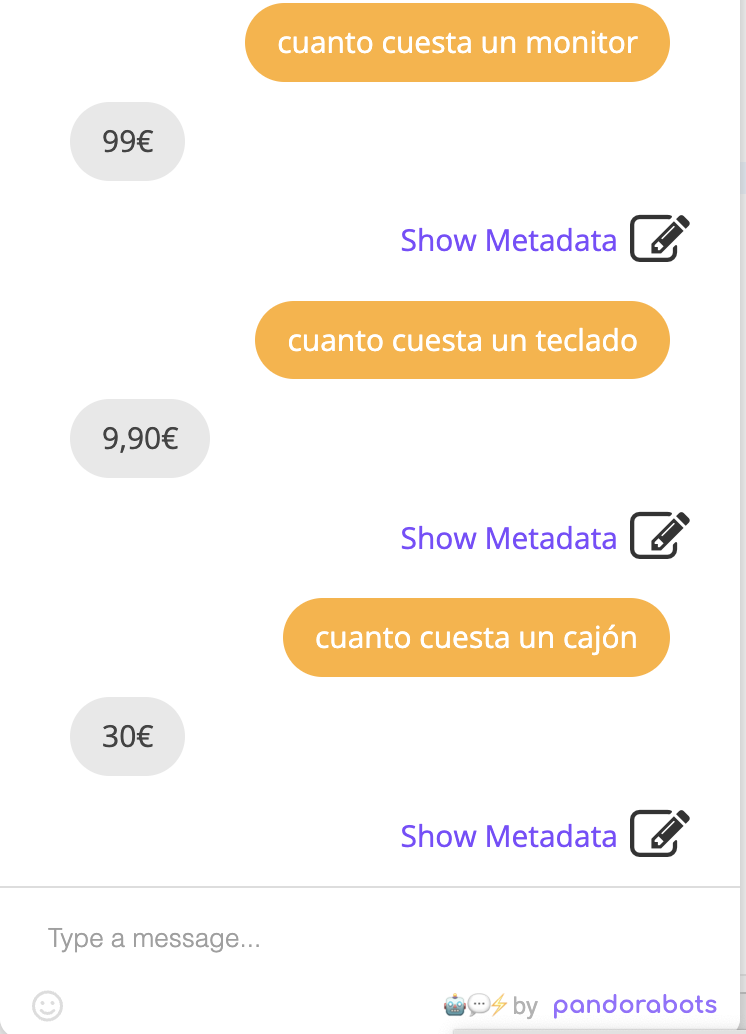 cuanto cuesta un monitor
99€
Show Metadata
cuanto cuesta un teclado
9,90€
Show Metadata
cuanto cuesta un cajón
30€
Show Metadata
Type a message...
🤖💬⚡ by pandorabots